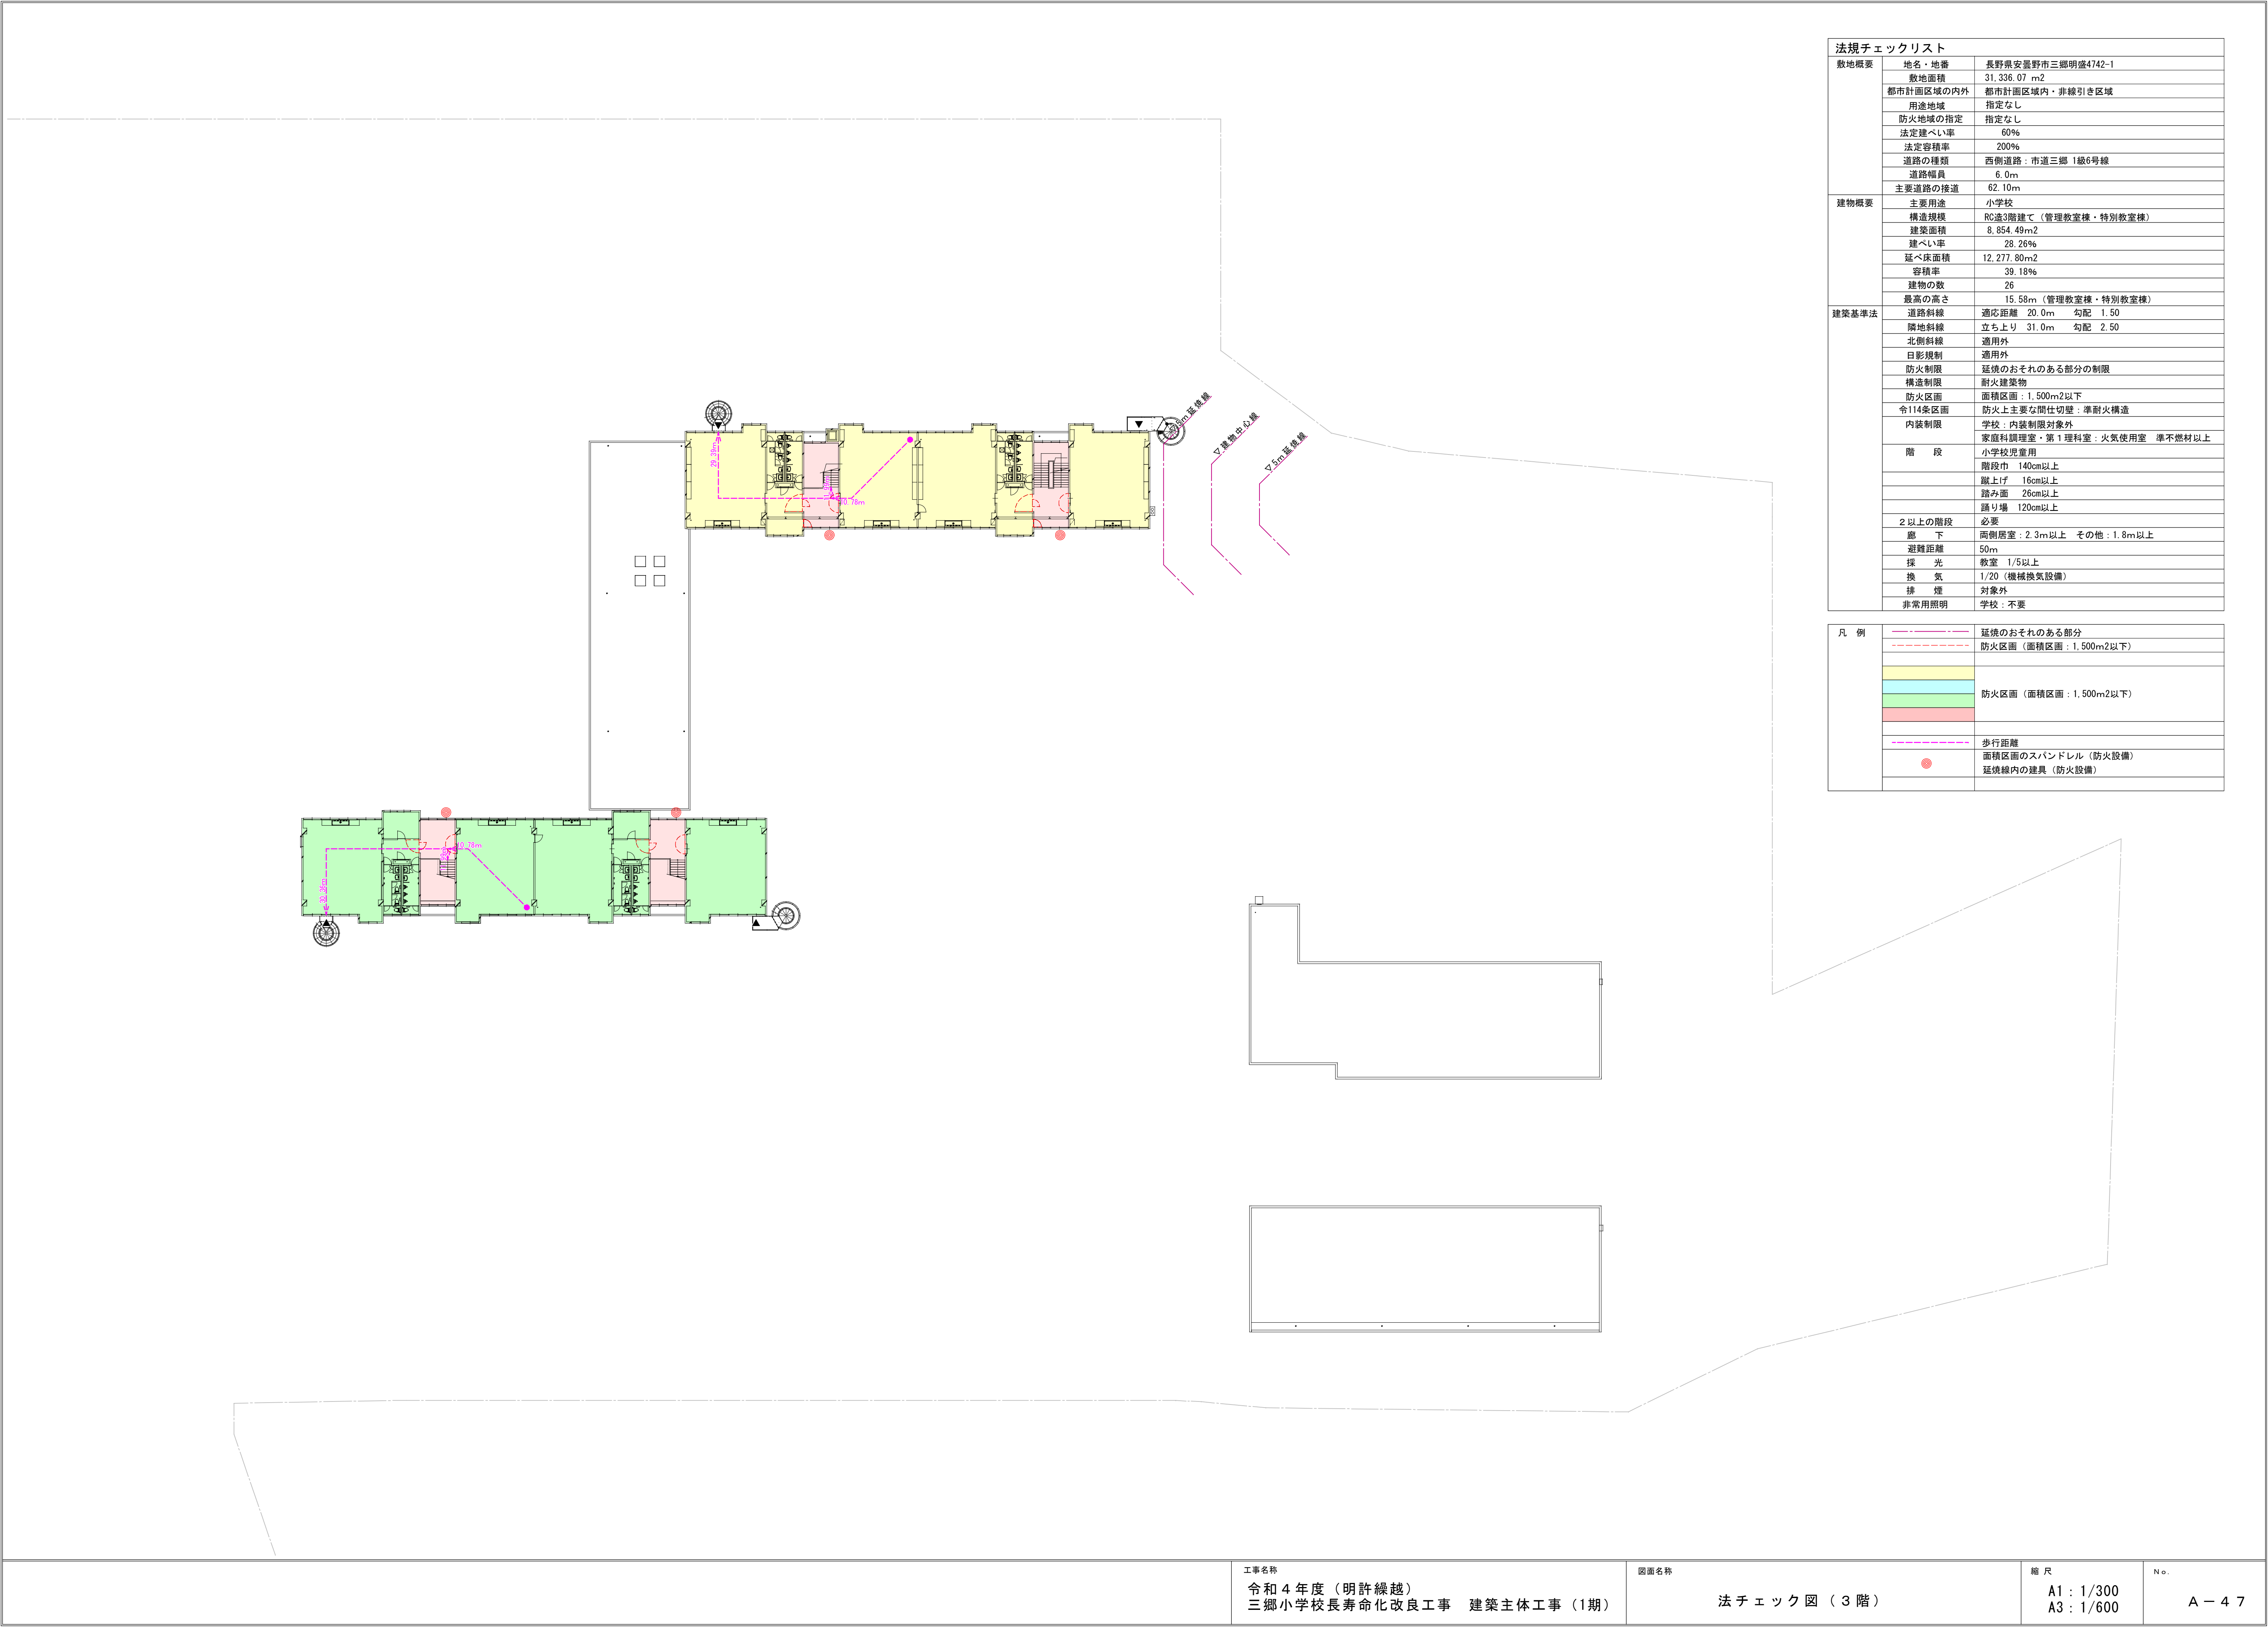 法規チェックリスト
敷地概要 地名・地番 長野県安曇野市三郷明盛4742-1
敷地面積 31,336.07 m2
都市計画区域の内外 都市計画区域内・非線引き区域
用途地域 指定なし
防火地域の指定 指定なし
法定建ぺい率 60%
法定容積率 200%
道路の種類 西側道路：市道三郷 1級6号線
道路幅員 6.0m
主要道路の接道 62.10m
建物概要 主要用途 小学校
構造規模 RC造3階建て（管理教室棟・特別教室棟）
建築面積 8,854.49m2
建ぺい率 28.26%
延べ床面積 12,277.80m2
容積率 39.18%
建物の数 26
最高の高さ 15.58m（管理教室棟・特別教室棟）
建築基準法 道路斜線 適応距離 20.0m 勾配 1.50
隣地斜線 立ち上り 31.0m 勾配 2.50
北側斜線 適用外
日影規制 適用外
防火制限 延焼のおそれのある部分の制限
構造制限 耐火建築物
防火区画 面積区画：1,500m2以下
令114条区画 防火上主要な間仕切壁：準耐火構造
内装制限 学校：内装制限対象外
家庭科調理室・第１理科室：火気使用室 準不燃材以上
階 段 小学校児童用
階段巾 140cm以上
蹴上げ 16cm以上
踏み面 26cm以上
踊り場 120cm以上
２以上の階段 必要
廊 下 両側居室：2.3m以上 その他：1.8m以上
避難距離 50m
採 光 教室 1/5以上
換 気 1/20（機械換気設備）
排 煙 対象外
非常用照明 学校：不要
凡 例 延焼のおそれのある部分
防火区画（面積区画：1,500m2以下）
防火区画（面積区画：1,500m2以下）
歩行距離
面積区画のスパンドレル（防火設備）
延焼線内の建具（防火設備）
5m延焼線
▽建物中心線
▽5m延焼線
29.39m
10.78m
10.78m
工事名称
令和４年度（明許繰越）
三郷小学校長寿命化改良工事 建築主体工事（1期）
図面名称
法チェック図（３階）
縮 尺
A1：1/300
A3：1/600
No.
A－４７